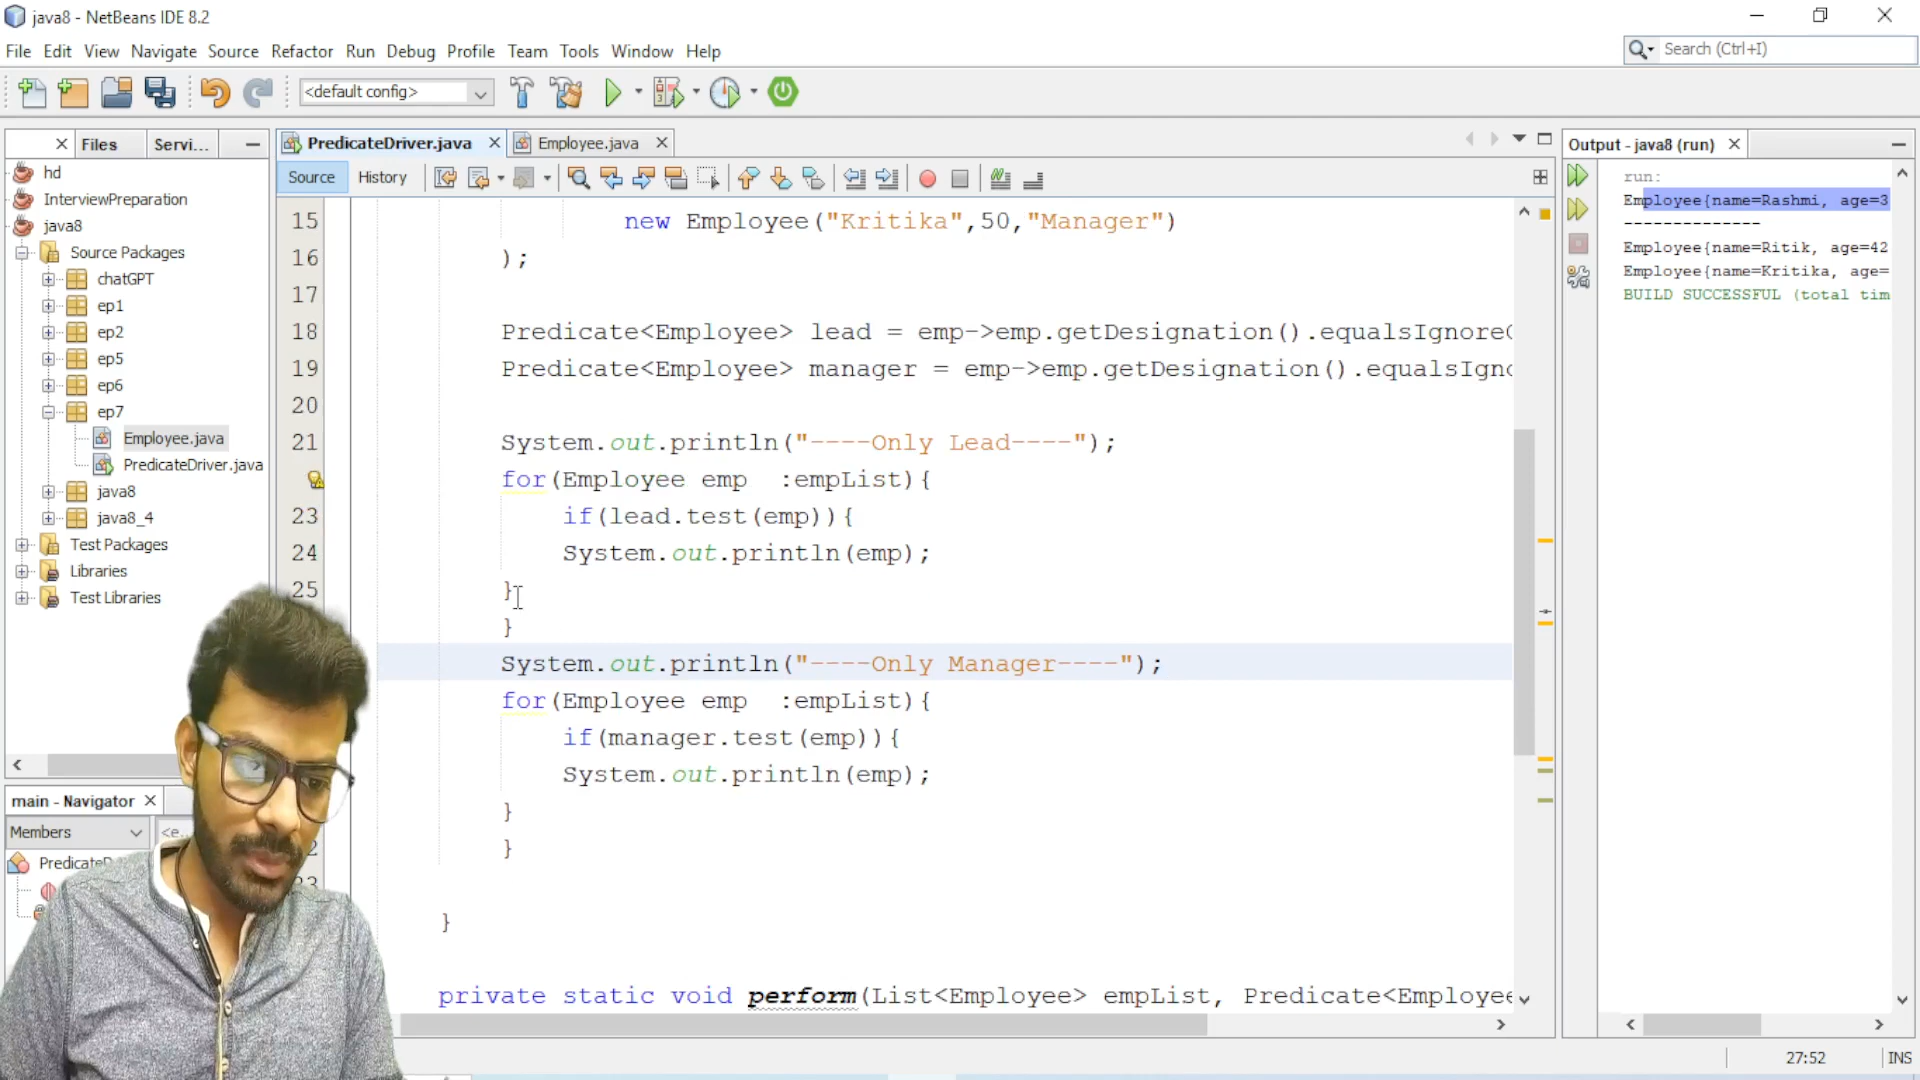 java8 - NetBeans IDE 8.2
File Edit View Navigate Source Refactor Run Debug Profile Team Tools Window Help
Search (Ctrl+I)
<default config>
Files
Servi...
PredicateDriver.java
Employee.java
Output - java8 (run)
Source History
hd
InterviewPreparation
java8
Source Packages
chatGPT
ep1
ep2
ep5
ep6
ep7
Employee.java
PredicateDriver.java
java8
java8_4
Test Packages
Libraries
Test Libraries
main - Navigator
Members
<e...
PredicateD
15 new Employee("Kritika",50,"Manager")
16 );
17
18 Predicate<Employee> lead = emp->emp.getDesignation().equalsIgnoreC
19 Predicate<Employee> manager = emp->emp.getDesignation().equalsIgno
20
21 System.out.println("----Only Lead----");
for(Employee emp  :empList){
23 if(lead.test(emp)){
24 System.out.println(emp);
25 }
}
System.out.println("----Only Manager----");
for(Employee emp  :empList){
if(manager.test(emp)){
System.out.println(emp);
}
2 }
33
}
private static void perform(List<Employee> empList, Predicate<Employee
run:
Employee{name=Rashmi, age=3
--------------
Employee{name=Ritik, age=42
Employee{name=Kritika, age=
BUILD SUCCESSFUL (total tim
27:52
INS